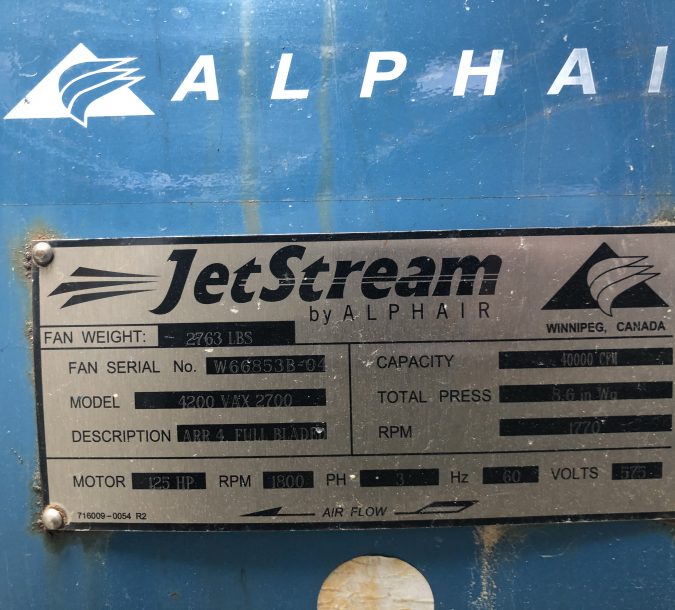 ALPHAI
JetStream
by ALPHAIR
WINNIPEG, CANADA
FAN WEIGHT: 2763 LBS
FAN SERIAL No. W66853B-04
MODEL 4200 VAX 2700
DESCRIPTION ARR 4, FULL BLADED
CAPACITY 40000 CFM
TOTAL PRESS 8.6 in Wg
RPM 1770
MOTOR 125 HP RPM 1800 PH 3 Hz 60 VOLTS 575
716009-0054 R2
AIR FLOW